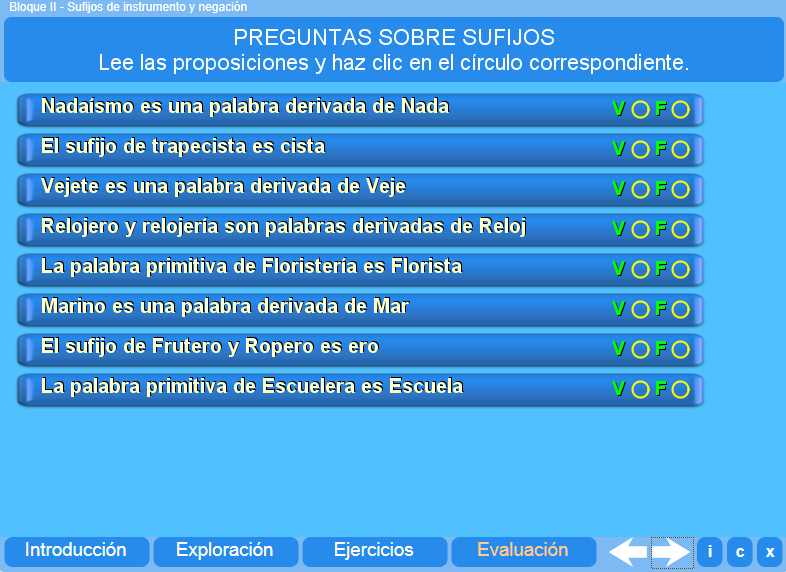 Bloque II - Sufijos de instrumento y negación
PREGUNTAS SOBRE SUFIJOS
Lee las proposiciones y haz clic en el círculo correspondiente.
Nadaísmo es una palabra derivada de Nada V F
El sufijo de trapecista es cista V F
Vejete es una palabra derivada de Veje V F
Relojero y relojería son palabras derivadas de Reloj V F
La palabra primitiva de Floristería es Florista V F
Marino es una palabra derivada de Mar V F
El sufijo de Frutero y Ropero es ero V F
La palabra primitiva de Escuelera es Escuela V F
Introducción Exploración Ejercicios Evaluación i c x